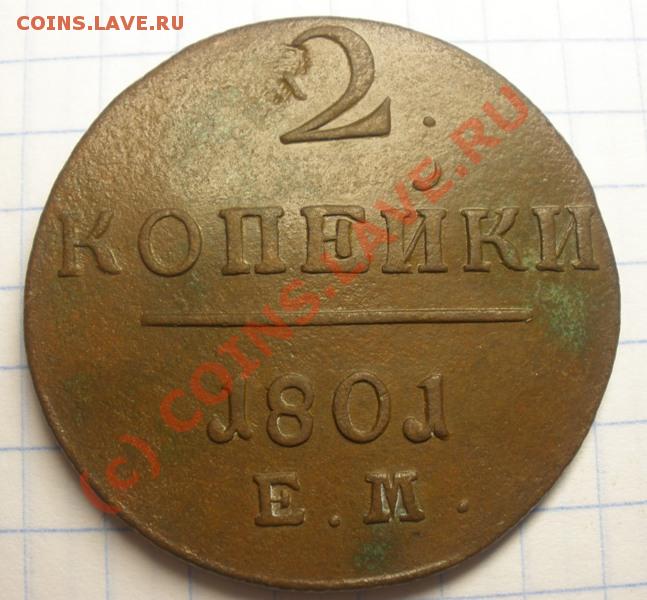 COINS.LAVE.RU
2.
КОПЕЙКИ
1801
Е.М.
(c) COINS.LAVE.RU